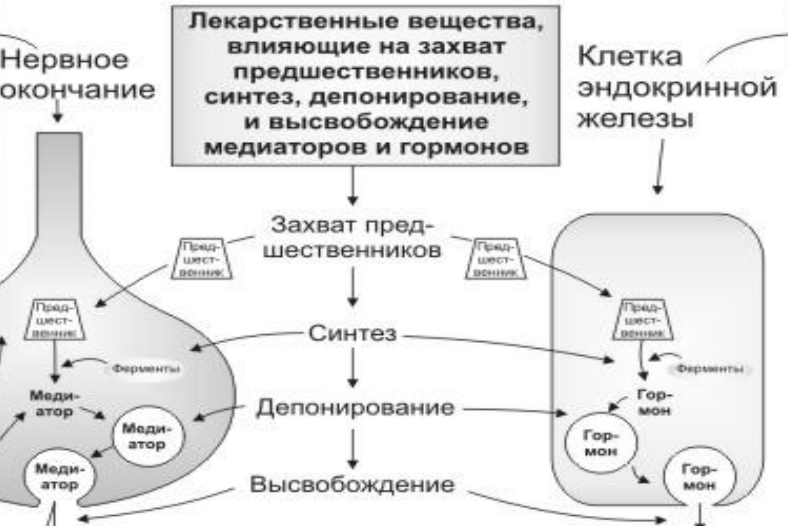 Лекарственные вещества,
влияющие на захват
предшественников,
синтез, депонирование,
и высвобождение
медиаторов и гормонов
Нервное
окончание
Клетка
эндокринной
железы
Захват пред-
шественников
Пред-
шест-
венник
Пред-
шест-
венник
Пред-
шест-
венник
Пред-
шест-
венник
Синтез
Ферменты
Ферменты
Меди-
атор
Гор-
мон
Депонирование
Меди-
атор
Гор-
мон
Высвобождение
Меди-
атор
Гор-
мон